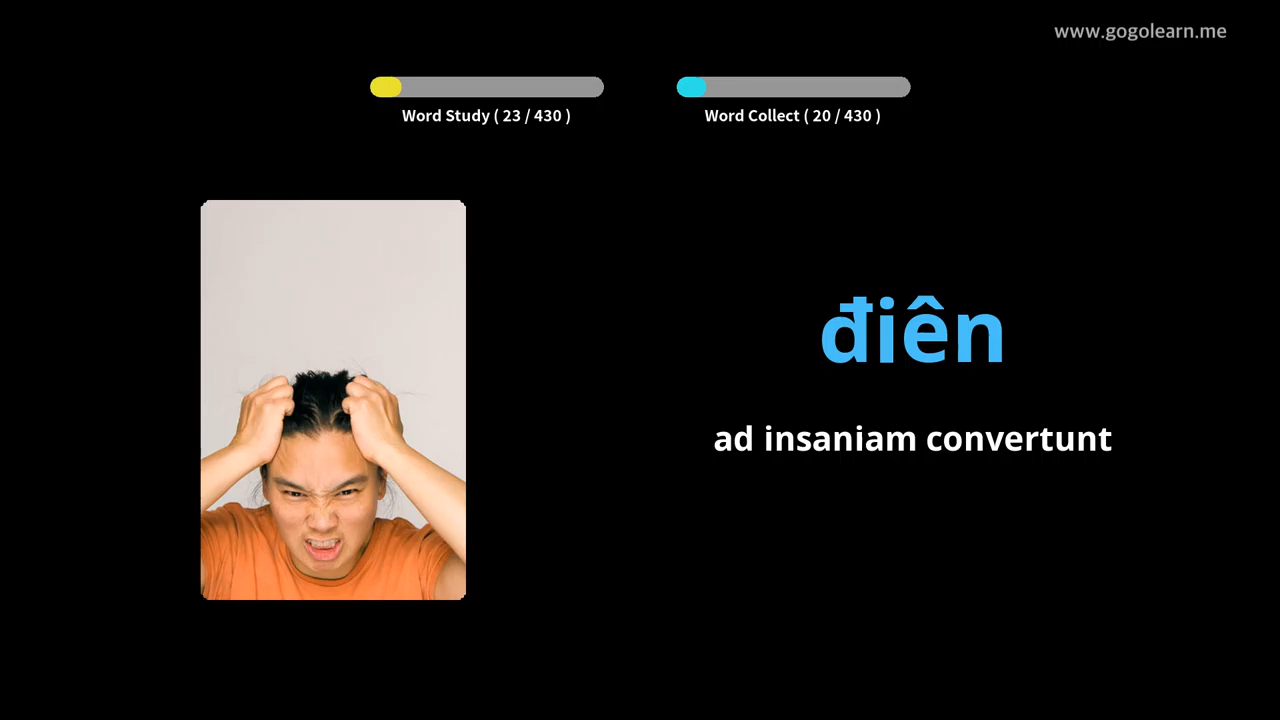 www.gogolearn.me
Word Study ( 23 / 430 )
Word Collect ( 20 / 430 )
điên
ad insaniam convertunt